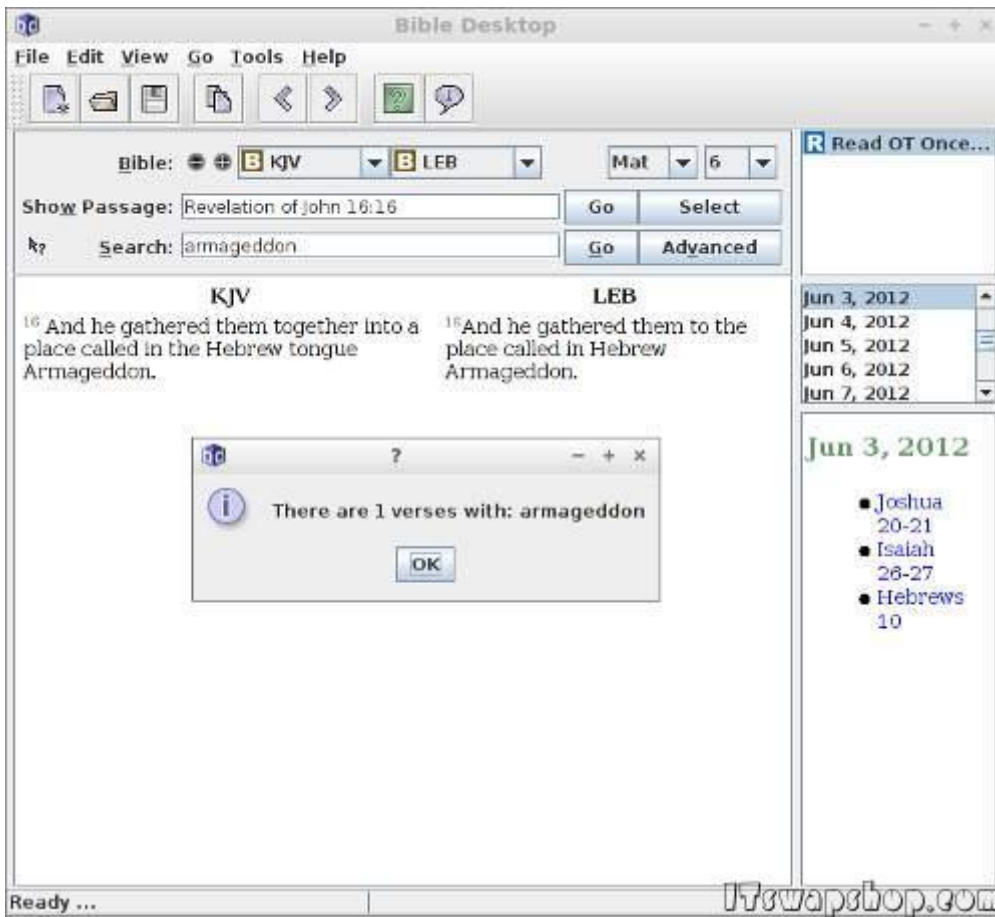 Bible Desktop
File Edit View Go Tools Help
Bible: KJV LEB Mat 6
Show Passage: Revelation of John 16:16 Go Select
Search: armageddon Go Advanced
KJV
16 And he gathered them together into a
place called in the Hebrew tongue
Armageddon.
LEB
16And he gathered them to the
place called in Hebrew
Armageddon.
?
There are 1 verses with: armageddon
OK
R Read OT Once...
Jun 3, 2012
Jun 4, 2012
Jun 5, 2012
Jun 6, 2012
Jun 7, 2012
Jun 3, 2012
Joshua
20-21
Isaiah
26-27
Hebrews
10
Ready ...
ITswapshop.com